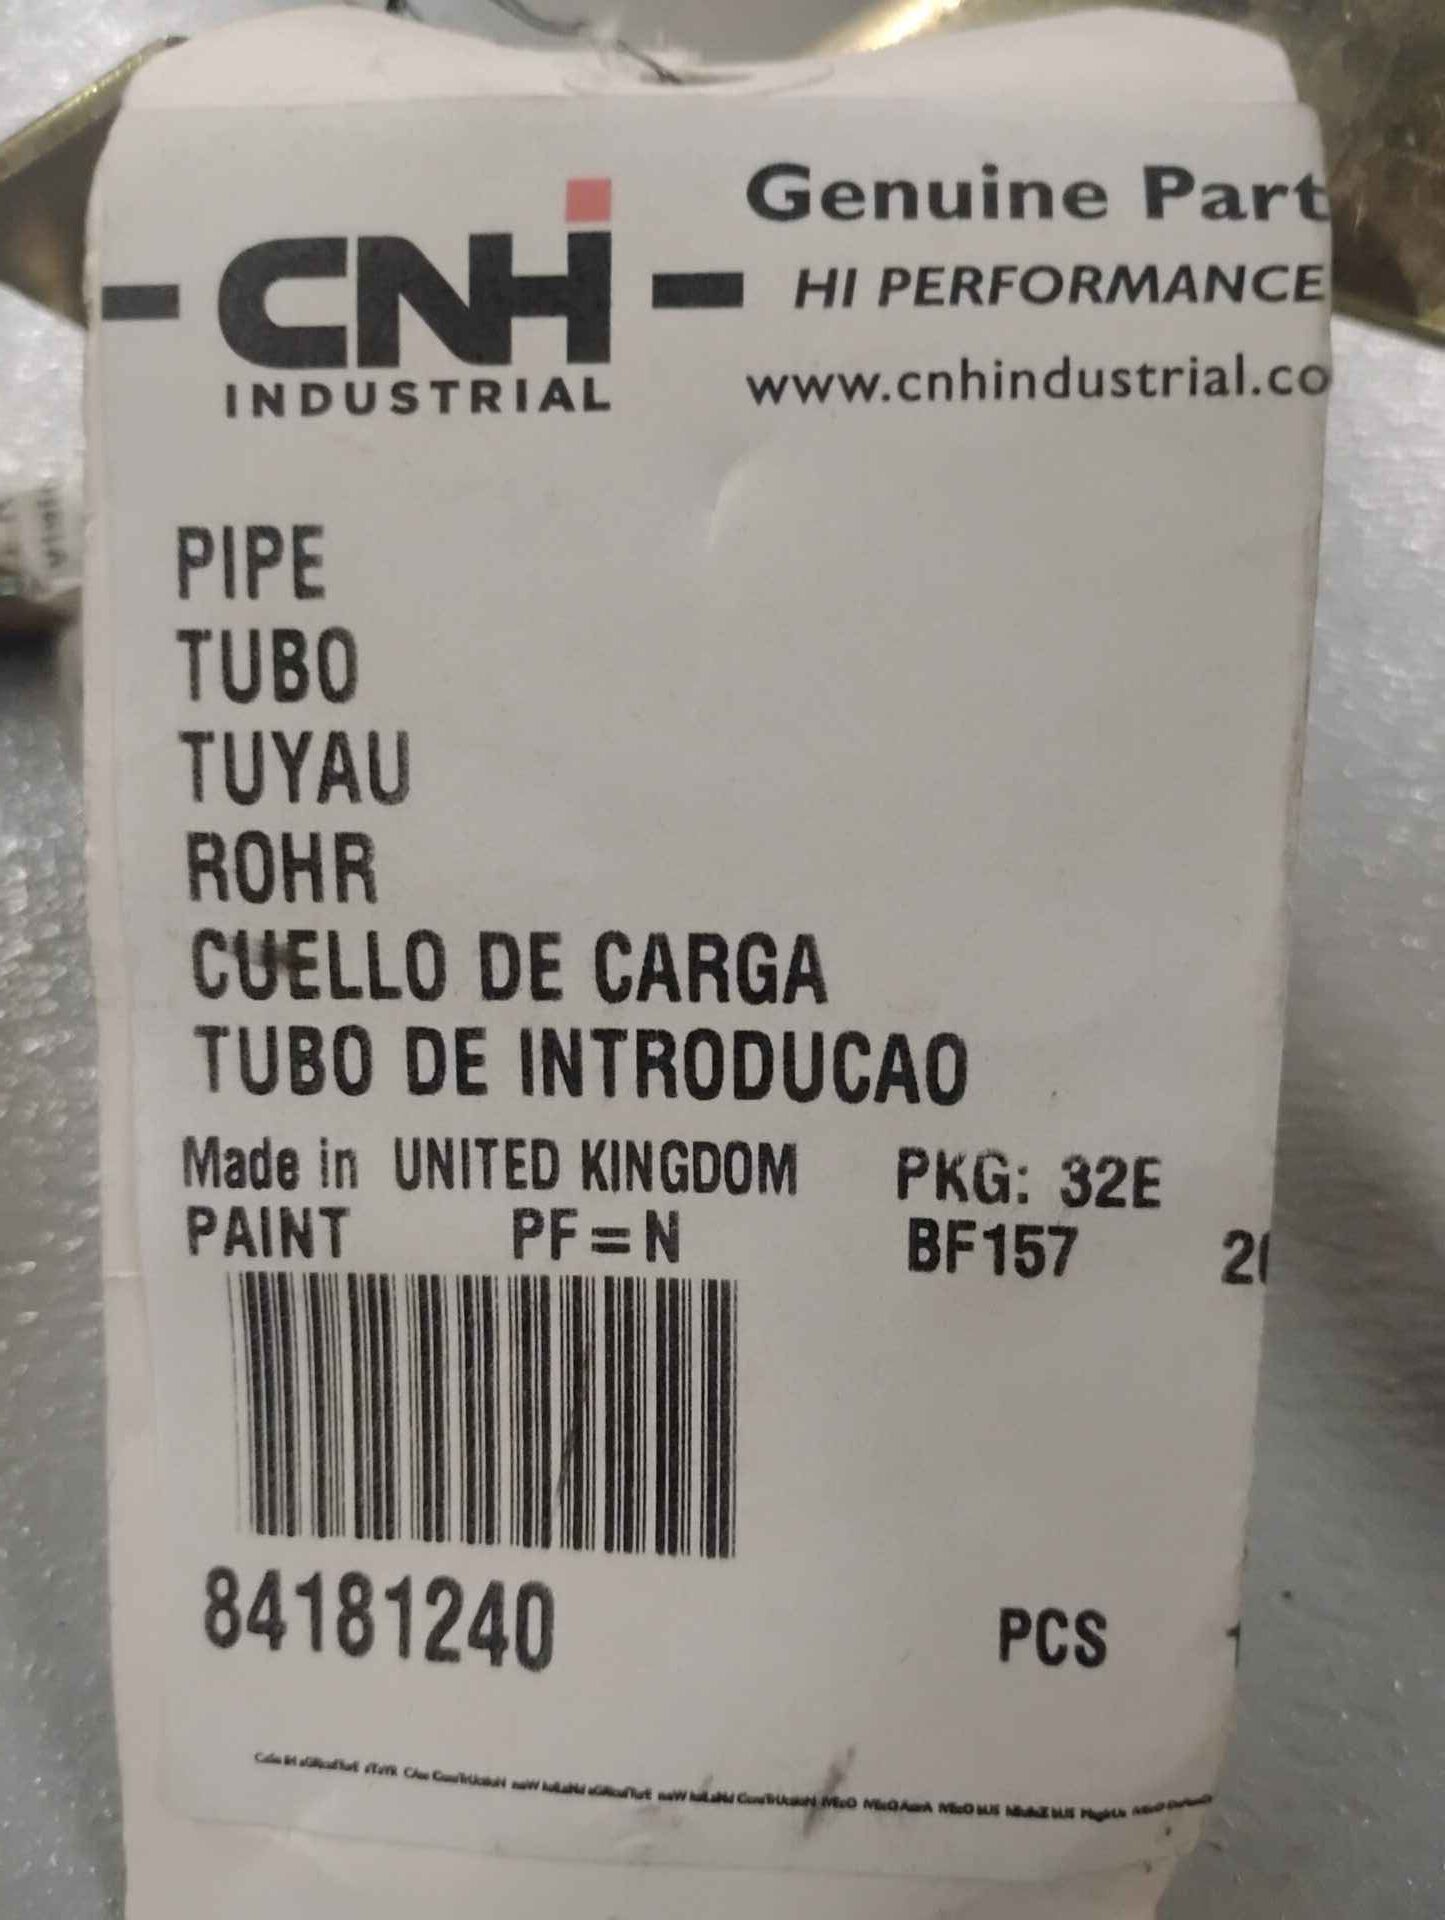 CNH
INDUSTRIAL
Genuine Part
HI PERFORMANCE
www.cnhindustrial.co
PIPE
TUBO
TUYAU
ROHR
CUELLO DE CARGA
TUBO DE INTRODUCAO
Made in UNITED KINGDOM PKG: 32E
PAINT PF=N BF157
84181240 PCS 1